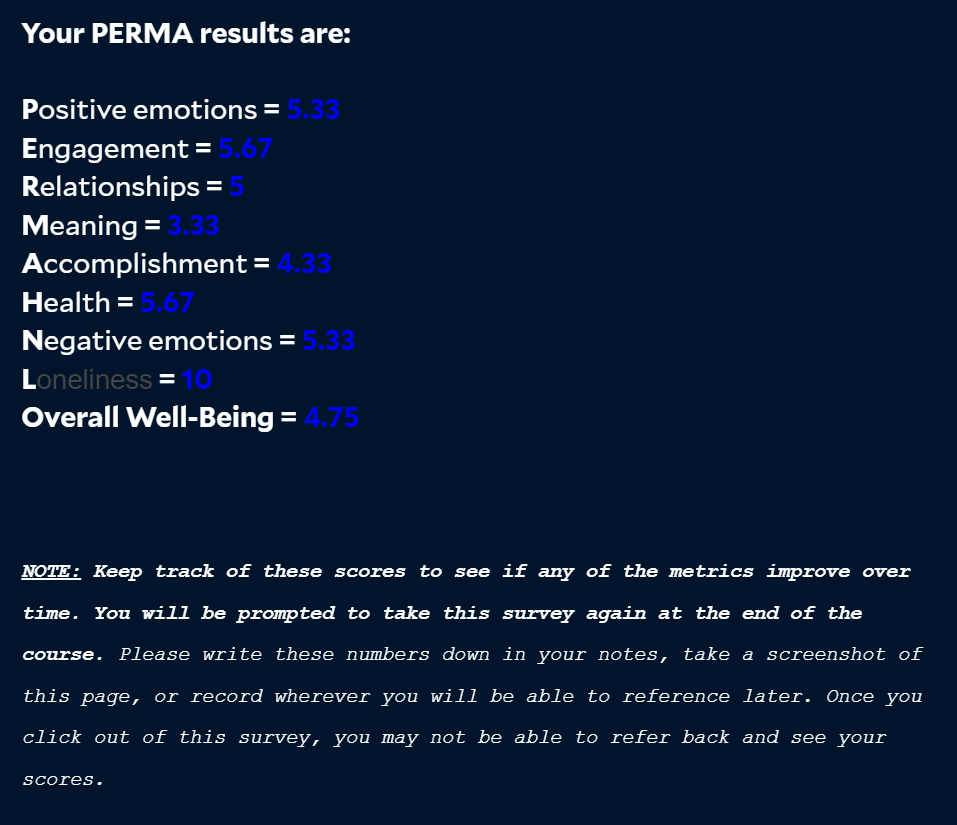 Your PERMA results are:
Positive emotions = 5.33
Engagement = 5.67
Relationships = 5
Meaning = 3.33
Accomplishment = 4.33
Health = 5.67
Negative emotions = 5.33
Loneliness = 10
Overall Well-Being = 4.75
NOTE: Keep track of these scores to see if any of the metrics improve over
time. You will be prompted to take this survey again at the end of the
course. Please write these numbers down in your notes, take a screenshot of
this page, or record wherever you will be able to reference later. Once you
click out of this survey, you may not be able to refer back and see your
scores.